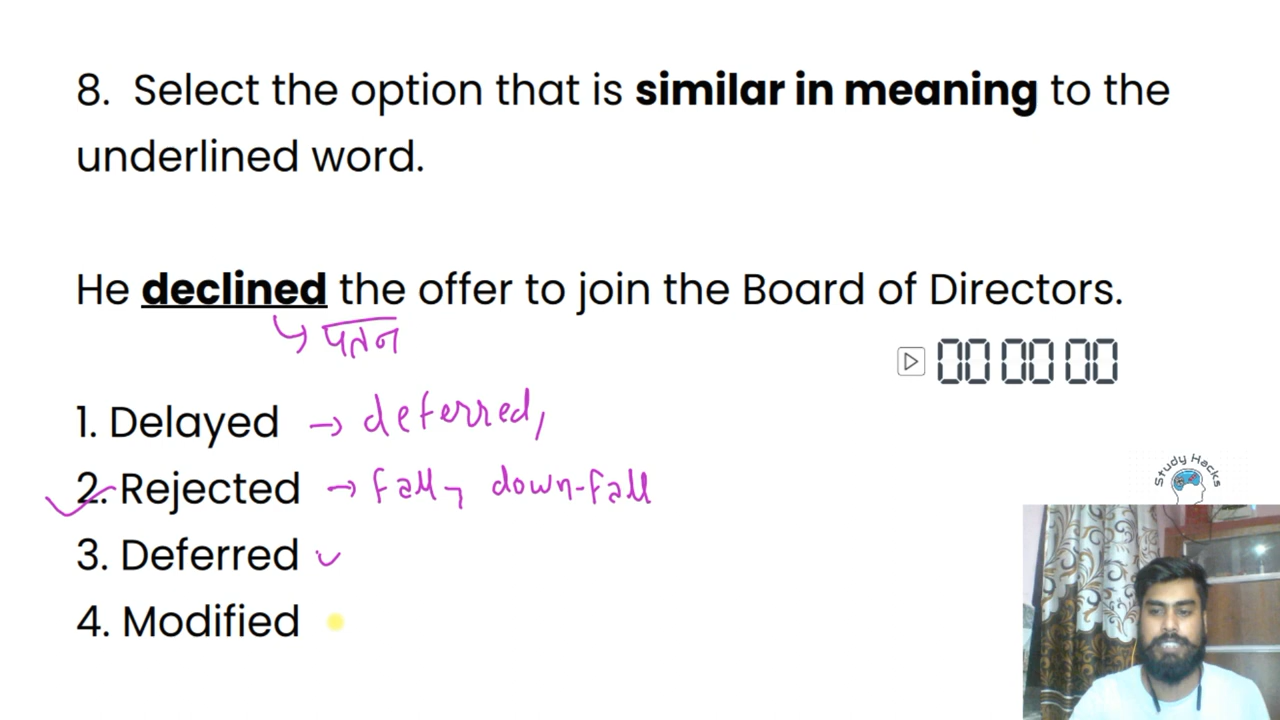 8. Select the option that is similar in meaning to the
underlined word.
He declined the offer to join the Board of Directors.
↳ पतन
00 00 00
1. Delayed → deferred,
2. Rejected → fall, down-fall
3. Deferred
4. Modified
Study Hacks